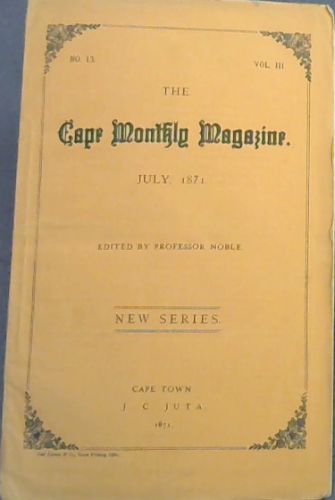 NO. 13.
VOL. III.
THE
Cape Monthly Magazine.
JULY, 1871
EDITED BY PROFESSOR NOBLE
NEW SERIES.
CAPE TOWN
J. C. JUTA.
1871.